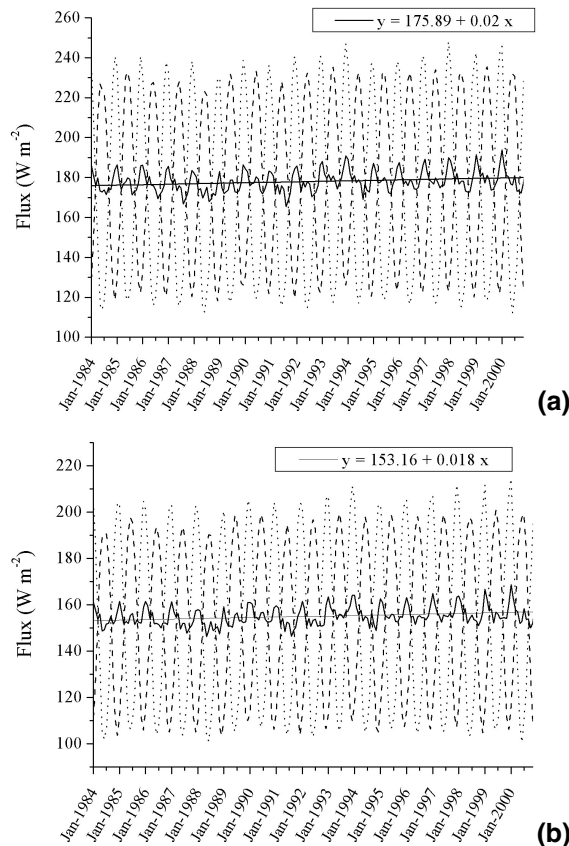 y = 175.89 + 0.02 x
260
240
220
200
180
160
140
120
100
Flux (W m-2)
Jan-1984
Jan-1985
Jan-1986
Jan-1987
Jan-1988
Jan-1989
Jan-1990
Jan-1991
Jan-1992
Jan-1993
Jan-1994
Jan-1995
Jan-1996
Jan-1997
Jan-1998
Jan-1999
Jan-2000
(a)
y = 153.16 + 0.018 x
220
200
180
160
140
120
100
Flux (W m-2)
Jan-1984
Jan-1985
Jan-1986
Jan-1987
Jan-1988
Jan-1989
Jan-1990
Jan-1991
Jan-1992
Jan-1993
Jan-1994
Jan-1995
Jan-1996
Jan-1997
Jan-1998
Jan-1999
Jan-2000
(b)